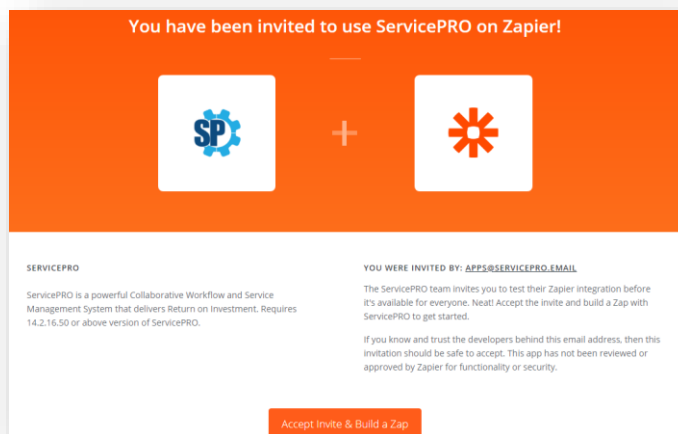 You have been invited to use ServicePRO on Zapier!
SP
+
SERVICEPRO
ServicePRO is a powerful Collaborative Workflow and Service
Management System that delivers Return on Investment. Requires
14.2.16.50 or above version of ServicePRO.
YOU WERE INVITED BY: APPS@SERVICEPRO.EMAIL
The ServicePRO team invites you to test their Zapier integration before
it's available for everyone. Neat! Accept the invite and build a Zap with
ServicePRO to get started.
If you know and trust the developers behind this email address, then this
invitation should be safe to accept. This app has not been reviewed or
approved by Zapier for functionality or security.
Accept Invite & Build a Zap